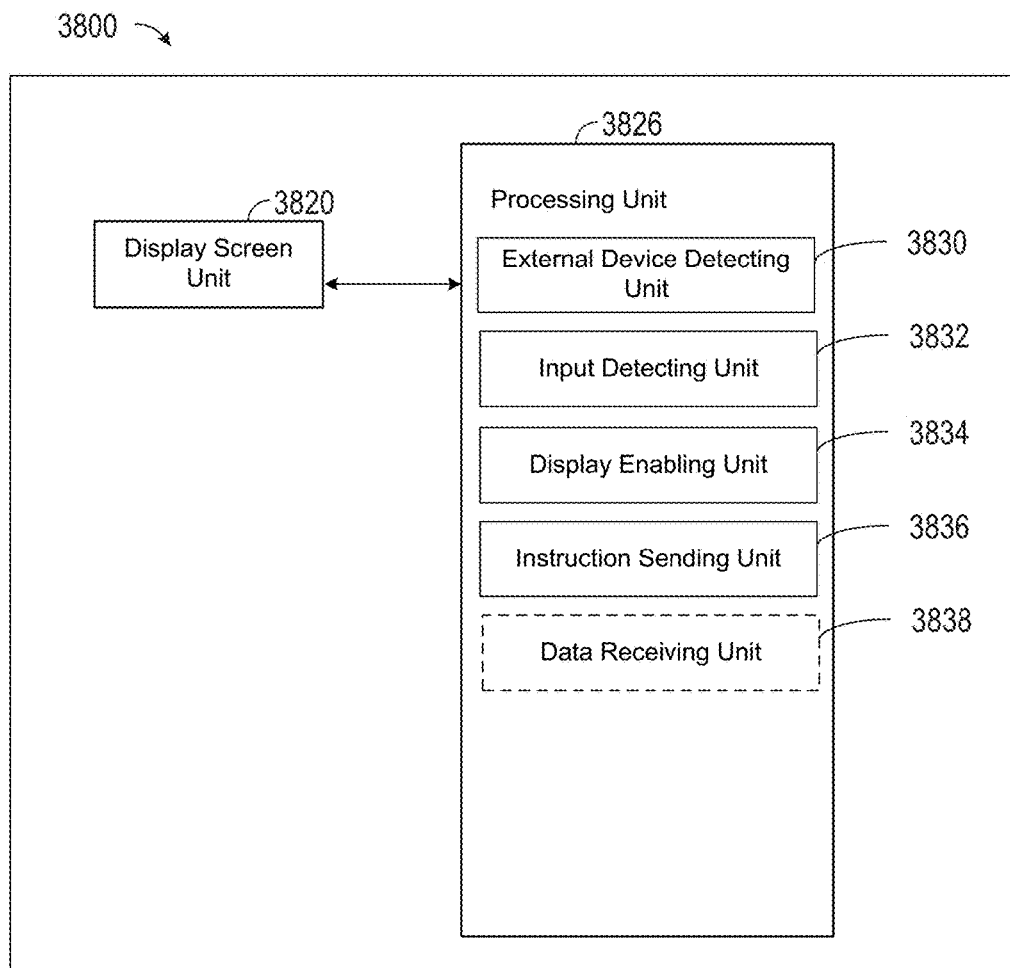 3800
3826
Processing Unit
3820
Display Screen
Unit
External Device Detecting
Unit
3830
Input Detecting Unit
3832
Display Enabling Unit
3834
Instruction Sending Unit
3836
Data Receiving Unit
3838